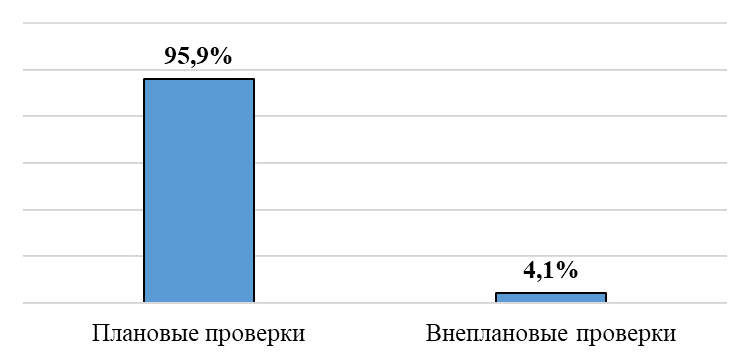 95,9%
4,1%
Плановые проверки
Внеплановые проверки